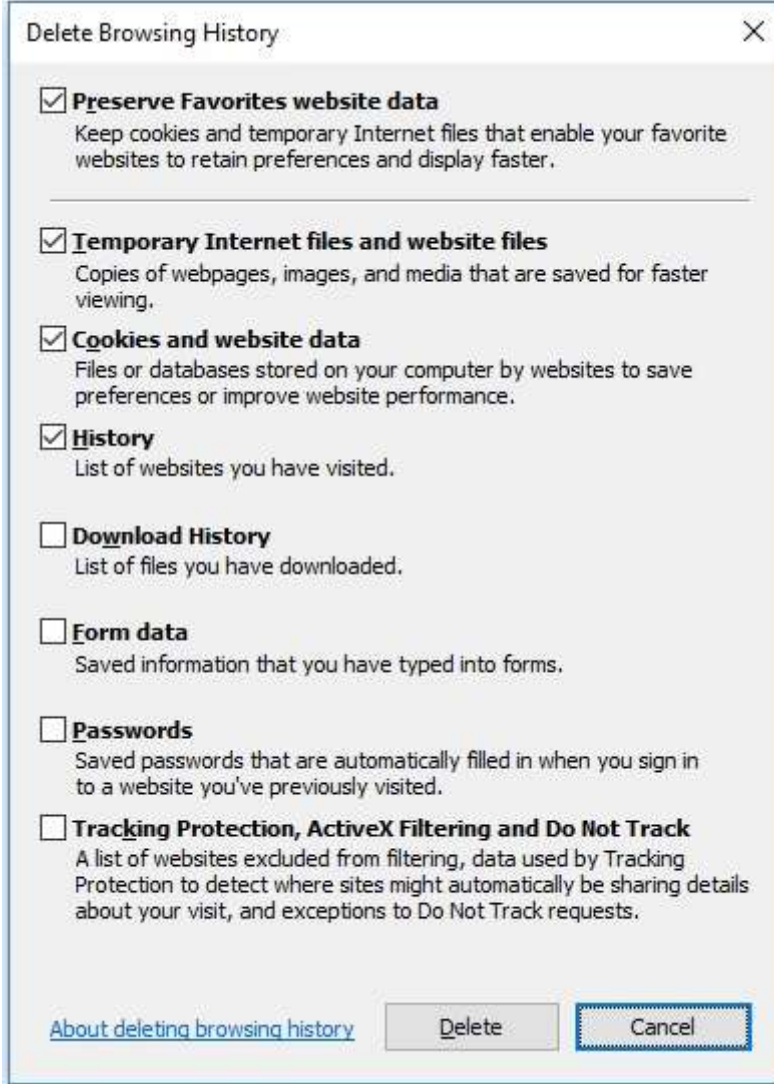 Delete Browsing History
Preserve Favorites website data
Keep cookies and temporary Internet files that enable your favorite
websites to retain preferences and display faster.
Temporary Internet files and website files
Copies of webpages, images, and media that are saved for faster
viewing.
Cookies and website data
Files or databases stored on your computer by websites to save
preferences or improve website performance.
History
List of websites you have visited.
Download History
List of files you have downloaded.
Form data
Saved information that you have typed into forms.
Passwords
Saved passwords that are automatically filled in when you sign in
to a website you've previously visited.
Tracking Protection, ActiveX Filtering and Do Not Track
A list of websites excluded from filtering, data used by Tracking
Protection to detect where sites might automatically be sharing details
about your visit, and exceptions to Do Not Track requests.
About deleting browsing history Delete Cancel